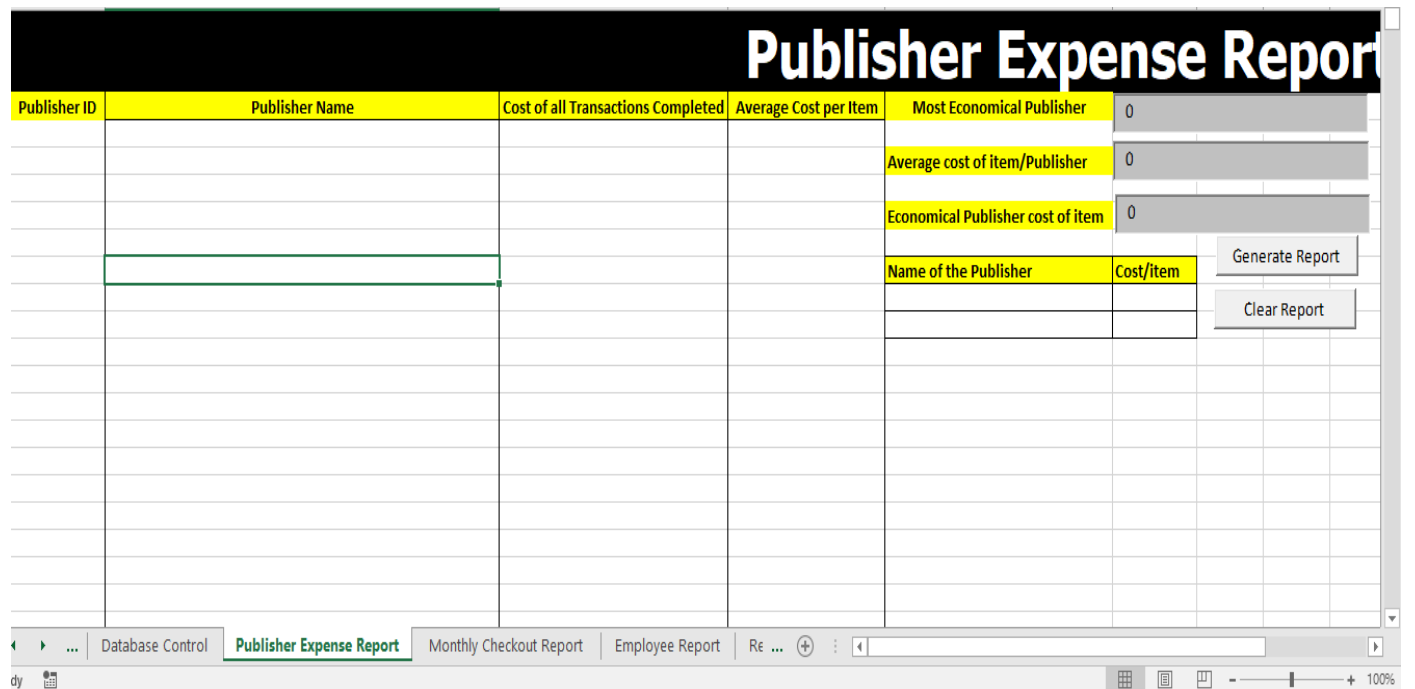 Publisher Expense Report
Publisher ID Publisher Name Cost of all Transactions Completed Average Cost per Item Most Economical Publisher 0
Average cost of item/Publisher 0
Economical Publisher cost of item 0
Generate Report
Name of the Publisher Cost/item
Clear Report
... Database Control Publisher Expense Report Monthly Checkout Report Employee Report Re ...
dy 100%